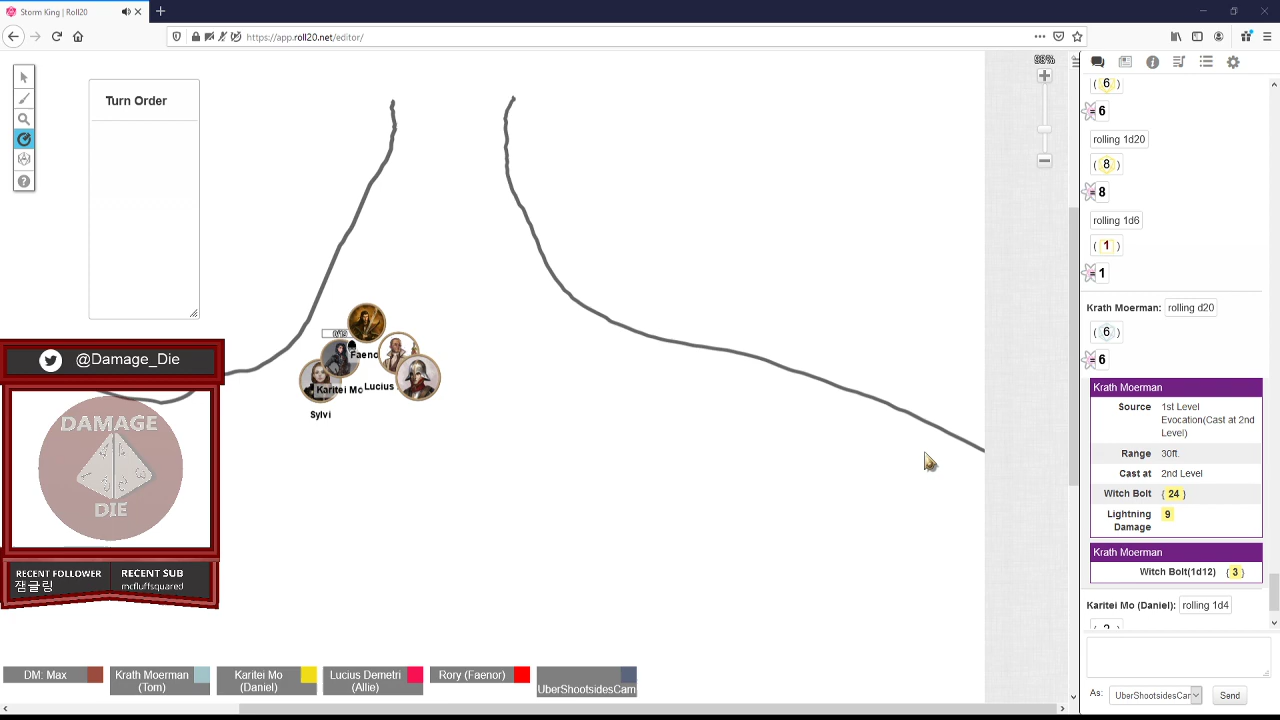 Storm King | Roll20
https://app.roll20.net/editor/
Turn Order
88%
(6)
=6
rolling 1d20
(8)
=8
rolling 1d6
(1)
=1
Krath Moerman: rolling d20
(6)
=6
Krath Moerman
Source 1st Level
Evocation(Cast at 2nd
Level)
Range 30ft.
Cast at 2nd Level
Witch Bolt { 24 }
Lightning 9
Damage
Krath Moerman
Witch Bolt(1d12) { 3 }
Karitei Mo (Daniel): rolling 1d4
Faeno
Karitei Mo
Lucius
Sylvi
@Damage_Die
DAMAGE
DIE
RECENT FOLLOWER
잼글링
RECENT SUB
mcfluffsquared
DM: Max
Krath Moerman
(Tom)
Karitei Mo
(Daniel)
Lucius Demetri
(Allie)
Rory (Faenor)
UberShootsidesCam
As: UberShootsidesCar
Send